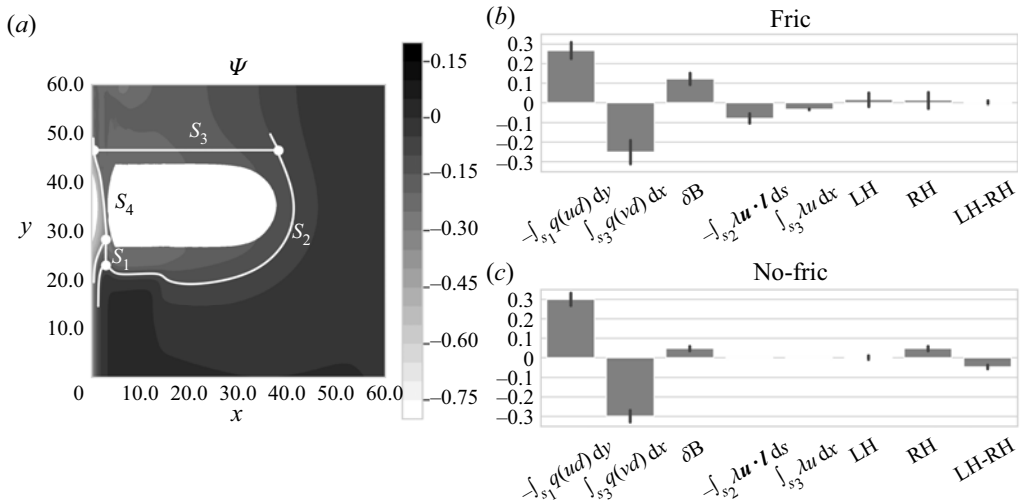 (a)
Ψ
60.0
50.0
40.0
y 30.0
20.0
10.0
0 10.0 20.0 30.0 40.0 50.0 60.0
x
S3
S4
S2
S1
0.15
0
–0.15
–0.30
–0.45
–0.60
–0.75
(b) Fric
0.3
0.2
0.1
0
–0.1
–0.2
–0.3
–∫s1 q(ud) dy
∫s3 q(vd) dx
δB
–∫s2 λu · l ds
∫s3 λu dx
LH
RH
LH-RH
(c) No-fric
0.3
0.2
0.1
0
–0.1
–0.2
–0.3
–∫s1 q(ud) dy
∫s3 q(vd) dx
δB
–∫s2 λu · l ds
∫s3 λu dx
LH
RH
LH-RH